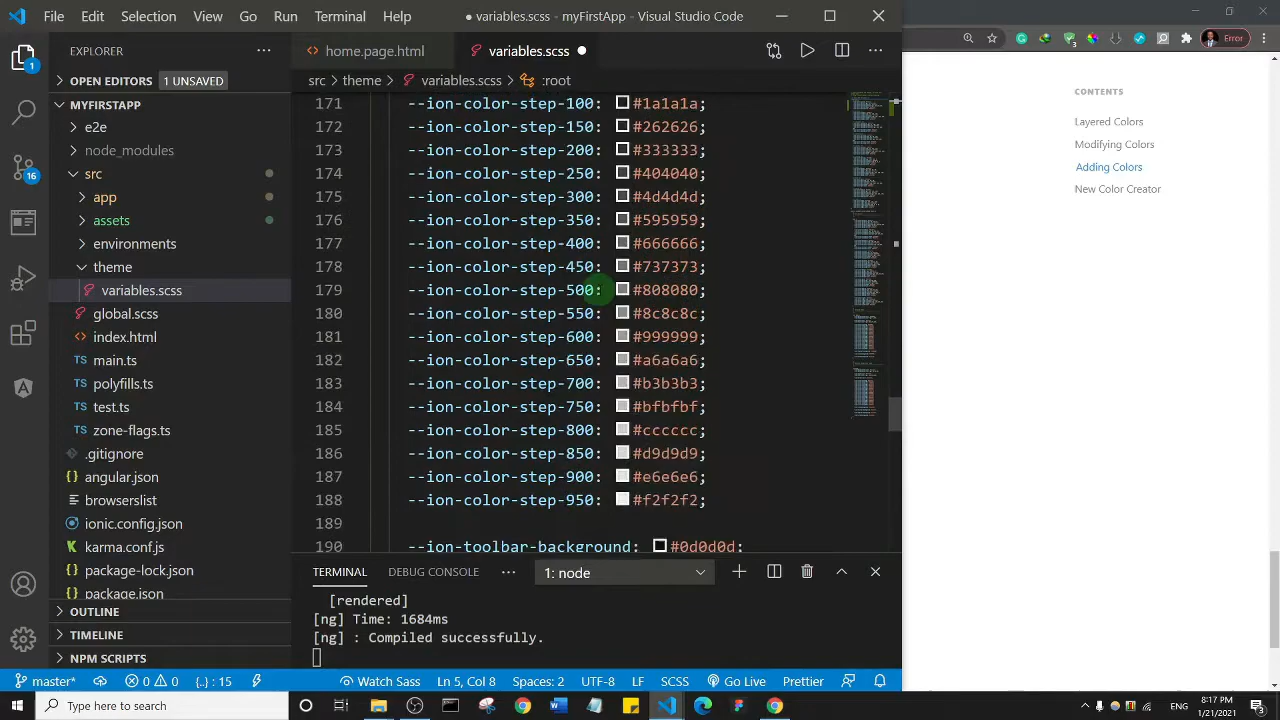 File Edit Selection View Go Run Terminal Help
variables.scss - myFirstApp - Visual Studio Code
EXPLORER
OPEN EDITORS 1 UNSAVED
MYFIRSTAPP
e2e
node_modules
src
app
assets
environments
theme
variables.scss
global.scss
index.html
main.ts
polyfills.ts
test.ts
zone-flags.ts
.gitignore
angular.json
browserslist
ionic.config.json
karma.conf.js
package-lock.json
package.json
OUTLINE
TIMELINE
NPM SCRIPTS
home.page.html variables.scss
src > theme > variables.scss > :root
171 --ion-color-step-100: #1a1a1a;
172 --ion-color-step-150: #262626;
173 --ion-color-step-200: #333333;
174 --ion-color-step-250: #404040;
175 --ion-color-step-300: #4d4d4d;
176 --ion-color-step-350: #595959;
177 --ion-color-step-400: #666666;
178 --ion-color-step-450: #737373;
179 --ion-color-step-500: #808080;
180 --ion-color-step-550: #8c8c8c;
181 --ion-color-step-600: #999999;
182 --ion-color-step-650: #a6a6a6;
183 --ion-color-step-700: #b3b3b3;
184 --ion-color-step-750: #bfbfbf;
185 --ion-color-step-800: #cccccc;
186 --ion-color-step-850: #d9d9d9;
187 --ion-color-step-900: #e6e6e6;
188 --ion-color-step-950: #f2f2f2;
189
190 --ion-toolbar-background: #0d0d0d;
TERMINAL DEBUG CONSOLE ··· 1: node
[rendered]
[ng] Time: 1684ms
[ng] : Compiled successfully.
master* 0 0 {..} : 15 Watch Sass Ln 5, Col 8 Spaces: 2 UTF-8 LF SCSS Go Live Prettier
Error
CONTENTS
Layered Colors
Modifying Colors
Adding Colors
New Color Creator
Type here to search
ENG
8:17 PM
1/21/2021